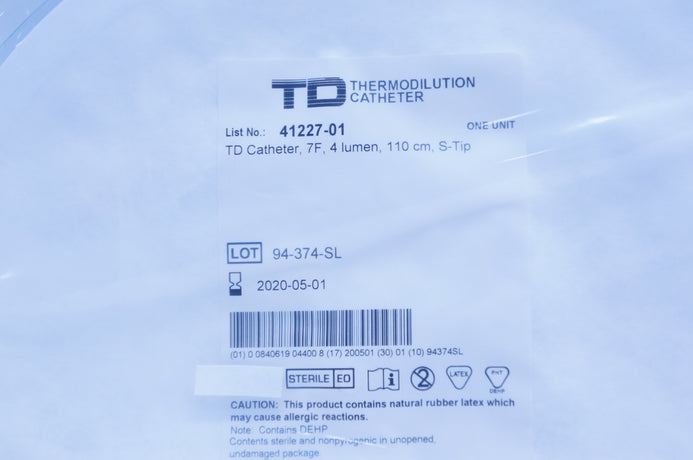 TD THERMODILUTION
CATHETER
List No.: 41227-01 ONE UNIT
TD Catheter, 7F, 4 lumen, 110 cm, S-Tip
LOT 94-374-SL
2020-05-01
(01) 0 0840619 04400 8 (17) 200501 (30) 01 (10) 94374SL
STERILE EO i 2 LATEX PHT
DEHP
CAUTION: This product contains natural rubber latex which
may cause allergic reactions.
Note: Contains DEHP
Contents sterile and nonpyrogenic in unopened,
undamaged package